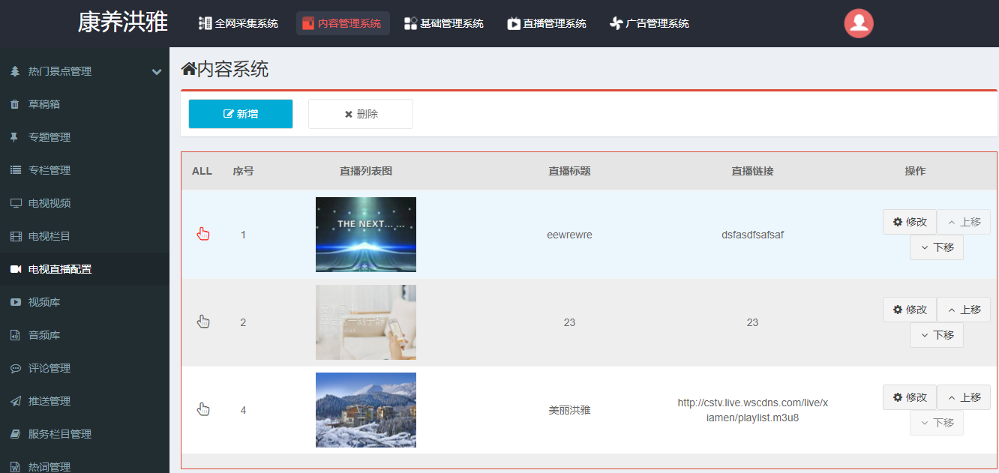 康养洪雅
全网采集系统
内容管理系统
基础管理系统
直播管理系统
广告管理系统
热门景点管理
草稿箱
专题管理
专栏管理
电视视频
电视栏目
电视直播配置
视频库
音频库
评论管理
推送管理
服务栏目管理
热词管理
内容系统
新增
删除
ALL 序号 直播列表图 直播标题 直播链接 操作
THE NEXT... ...
1 eewrewre dsfasdfsafsaf
修改 上移
下移
2 23 23
修改 上移
下移
4 美丽洪雅
http://cstv.live.wscdns.com/live/x
iamen/playlist.m3u8
修改 上移
下移